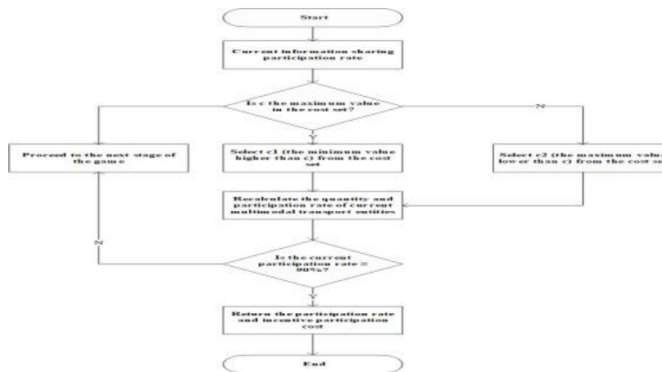 Start
Current information sharing
participation rate
Is c the maximum value
in the cost set?
N
Y
Proceed to the next stage of
the game
Select c1 (the minimum value
higher than c) from the cost
set
Select c2 (the maximum valu
lower than c) from the cost se
Recalculate the quantity and
participation rate of current
multimodal transport entities
N
Is the current
participation rate =
Y
Return the participation rate
and incentive participation
cost
End